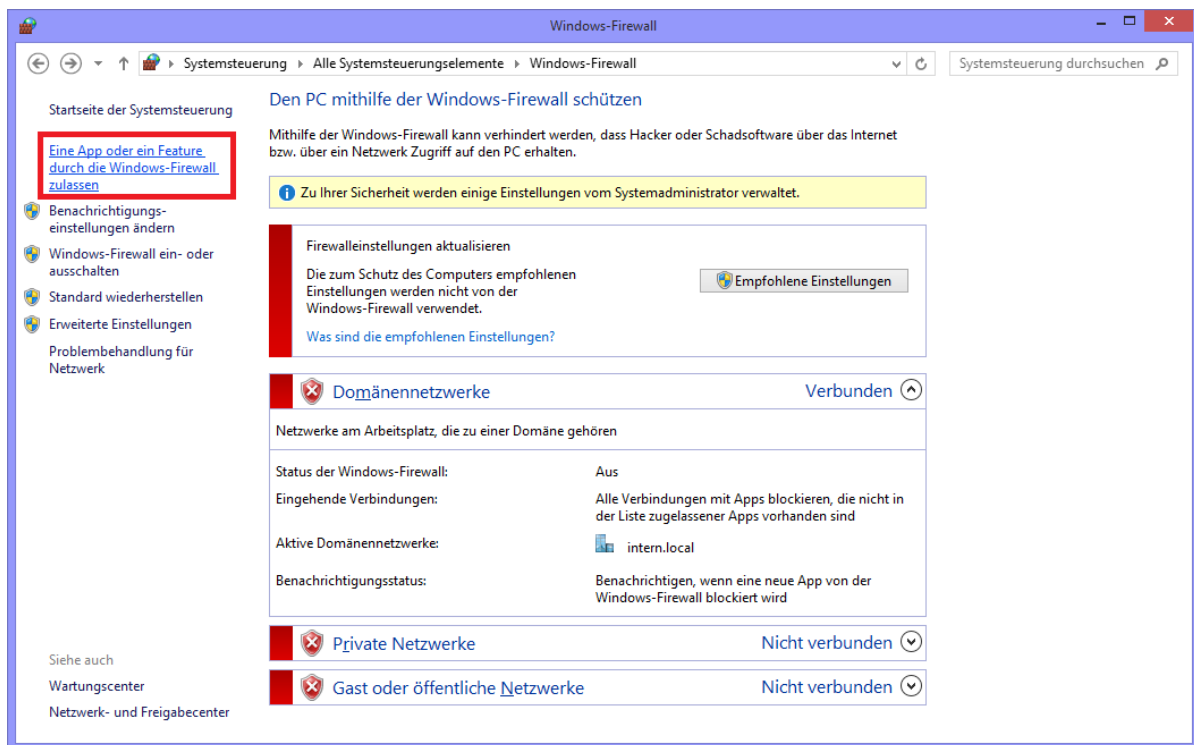 Windows-Firewall
Systemsteuerung
Alle Systemsteuerungselemente
Windows-Firewall
Systemsteuerung durchsuchen
Startseite der Systemsteuerung
Eine App oder ein Feature
durch die Windows-Firewall
zulassen
Benachrichtigungs-
einstellungen ändern
Windows-Firewall ein- oder
ausschalten
Standard wiederherstellen
Erweiterte Einstellungen
Problembehandlung für
Netzwerk
Siehe auch
Wartungscenter
Netzwerk- und Freigabecenter
Den PC mithilfe der Windows-Firewall schützen
Mithilfe der Windows-Firewall kann verhindert werden, dass Hacker oder Schadsoftware über das Internet
bzw. über ein Netzwerk Zugriff auf den PC erhalten.
Zu Ihrer Sicherheit werden einige Einstellungen vom Systemadministrator verwaltet.
Firewalleinstellungen aktualisieren
Die zum Schutz des Computers empfohlenen
Einstellungen werden nicht von der
Windows-Firewall verwendet.
Empfohlene Einstellungen
Was sind die empfohlenen Einstellungen?
Domänennetzwerke Verbunden
Netzwerke am Arbeitsplatz, die zu einer Domäne gehören
Status der Windows-Firewall: Aus
Eingehende Verbindungen: Alle Verbindungen mit Apps blockieren, die nicht in
der Liste zugelassener Apps vorhanden sind
Aktive Domänennetzwerke: intern.local
Benachrichtigungsstatus: Benachrichtigen, wenn eine neue App von der
Windows-Firewall blockiert wird
Private Netzwerke Nicht verbunden
Gast oder öffentliche Netzwerke Nicht verbunden